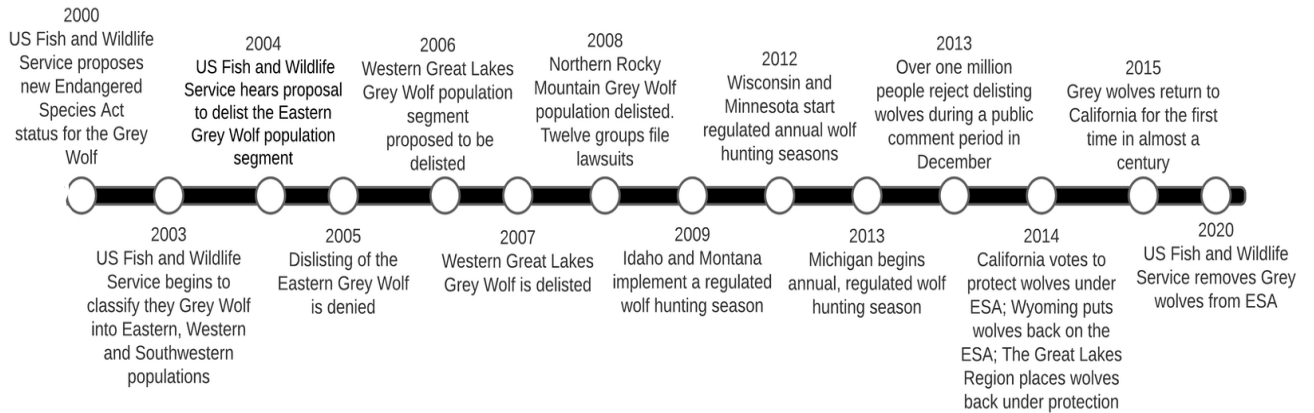 2000
US Fish and Wildlife
Service proposes
new Endangered
Species Act
status for the Grey
Wolf
2003
US Fish and Wildlife
Service begins to
classify they Grey Wolf
into Eastern, Western
and Southwestern
populations
2004
US Fish and Wildlife
Service hears proposal
to delist the Eastern
Grey Wolf population
segment
2005
Dislisting of the
Eastern Grey Wolf
is denied
2006
Western Great Lakes
Grey Wolf population
segment
proposed to be
delisted
2007
Western Great Lakes
Grey Wolf is delisted
2008
Northern Rocky
Mountain Grey Wolf
population delisted.
Twelve groups file
lawsuits
2009
Idaho and Montana
implement a regulated
wolf hunting season
2012
Wisconsin and
Minnesota start
regulated annual wolf
hunting seasons
2013
Michigan begins
annual, regulated wolf
hunting season
2013
Over one million
people reject delisting
wolves during a public
comment period in
December
2014
California votes to
protect wolves under
ESA; Wyoming puts
wolves back on the
ESA; The Great Lakes
Region places wolves
back under protection
2015
Grey wolves return to
California for the first
time in almost a
century
2020
US Fish and Wildlife
Service removes Grey
wolves from ESA